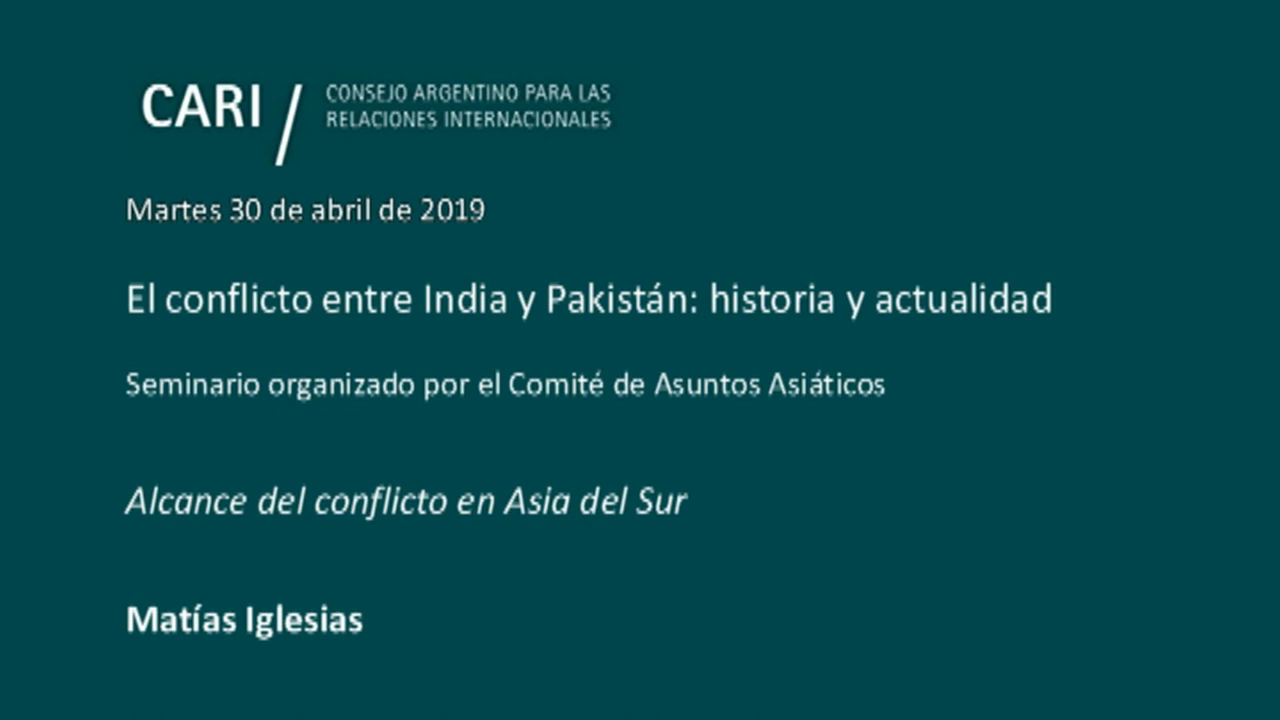 CARI / CONSEJO ARGENTINO PARA LAS
RELACIONES INTERNACIONALES
Martes 30 de abril de 2019
El conflicto entre India y Pakistán: historia y actualidad
Seminario organizado por el Comité de Asuntos Asiáticos
Alcance del conflicto en Asia del Sur
Matías Iglesias